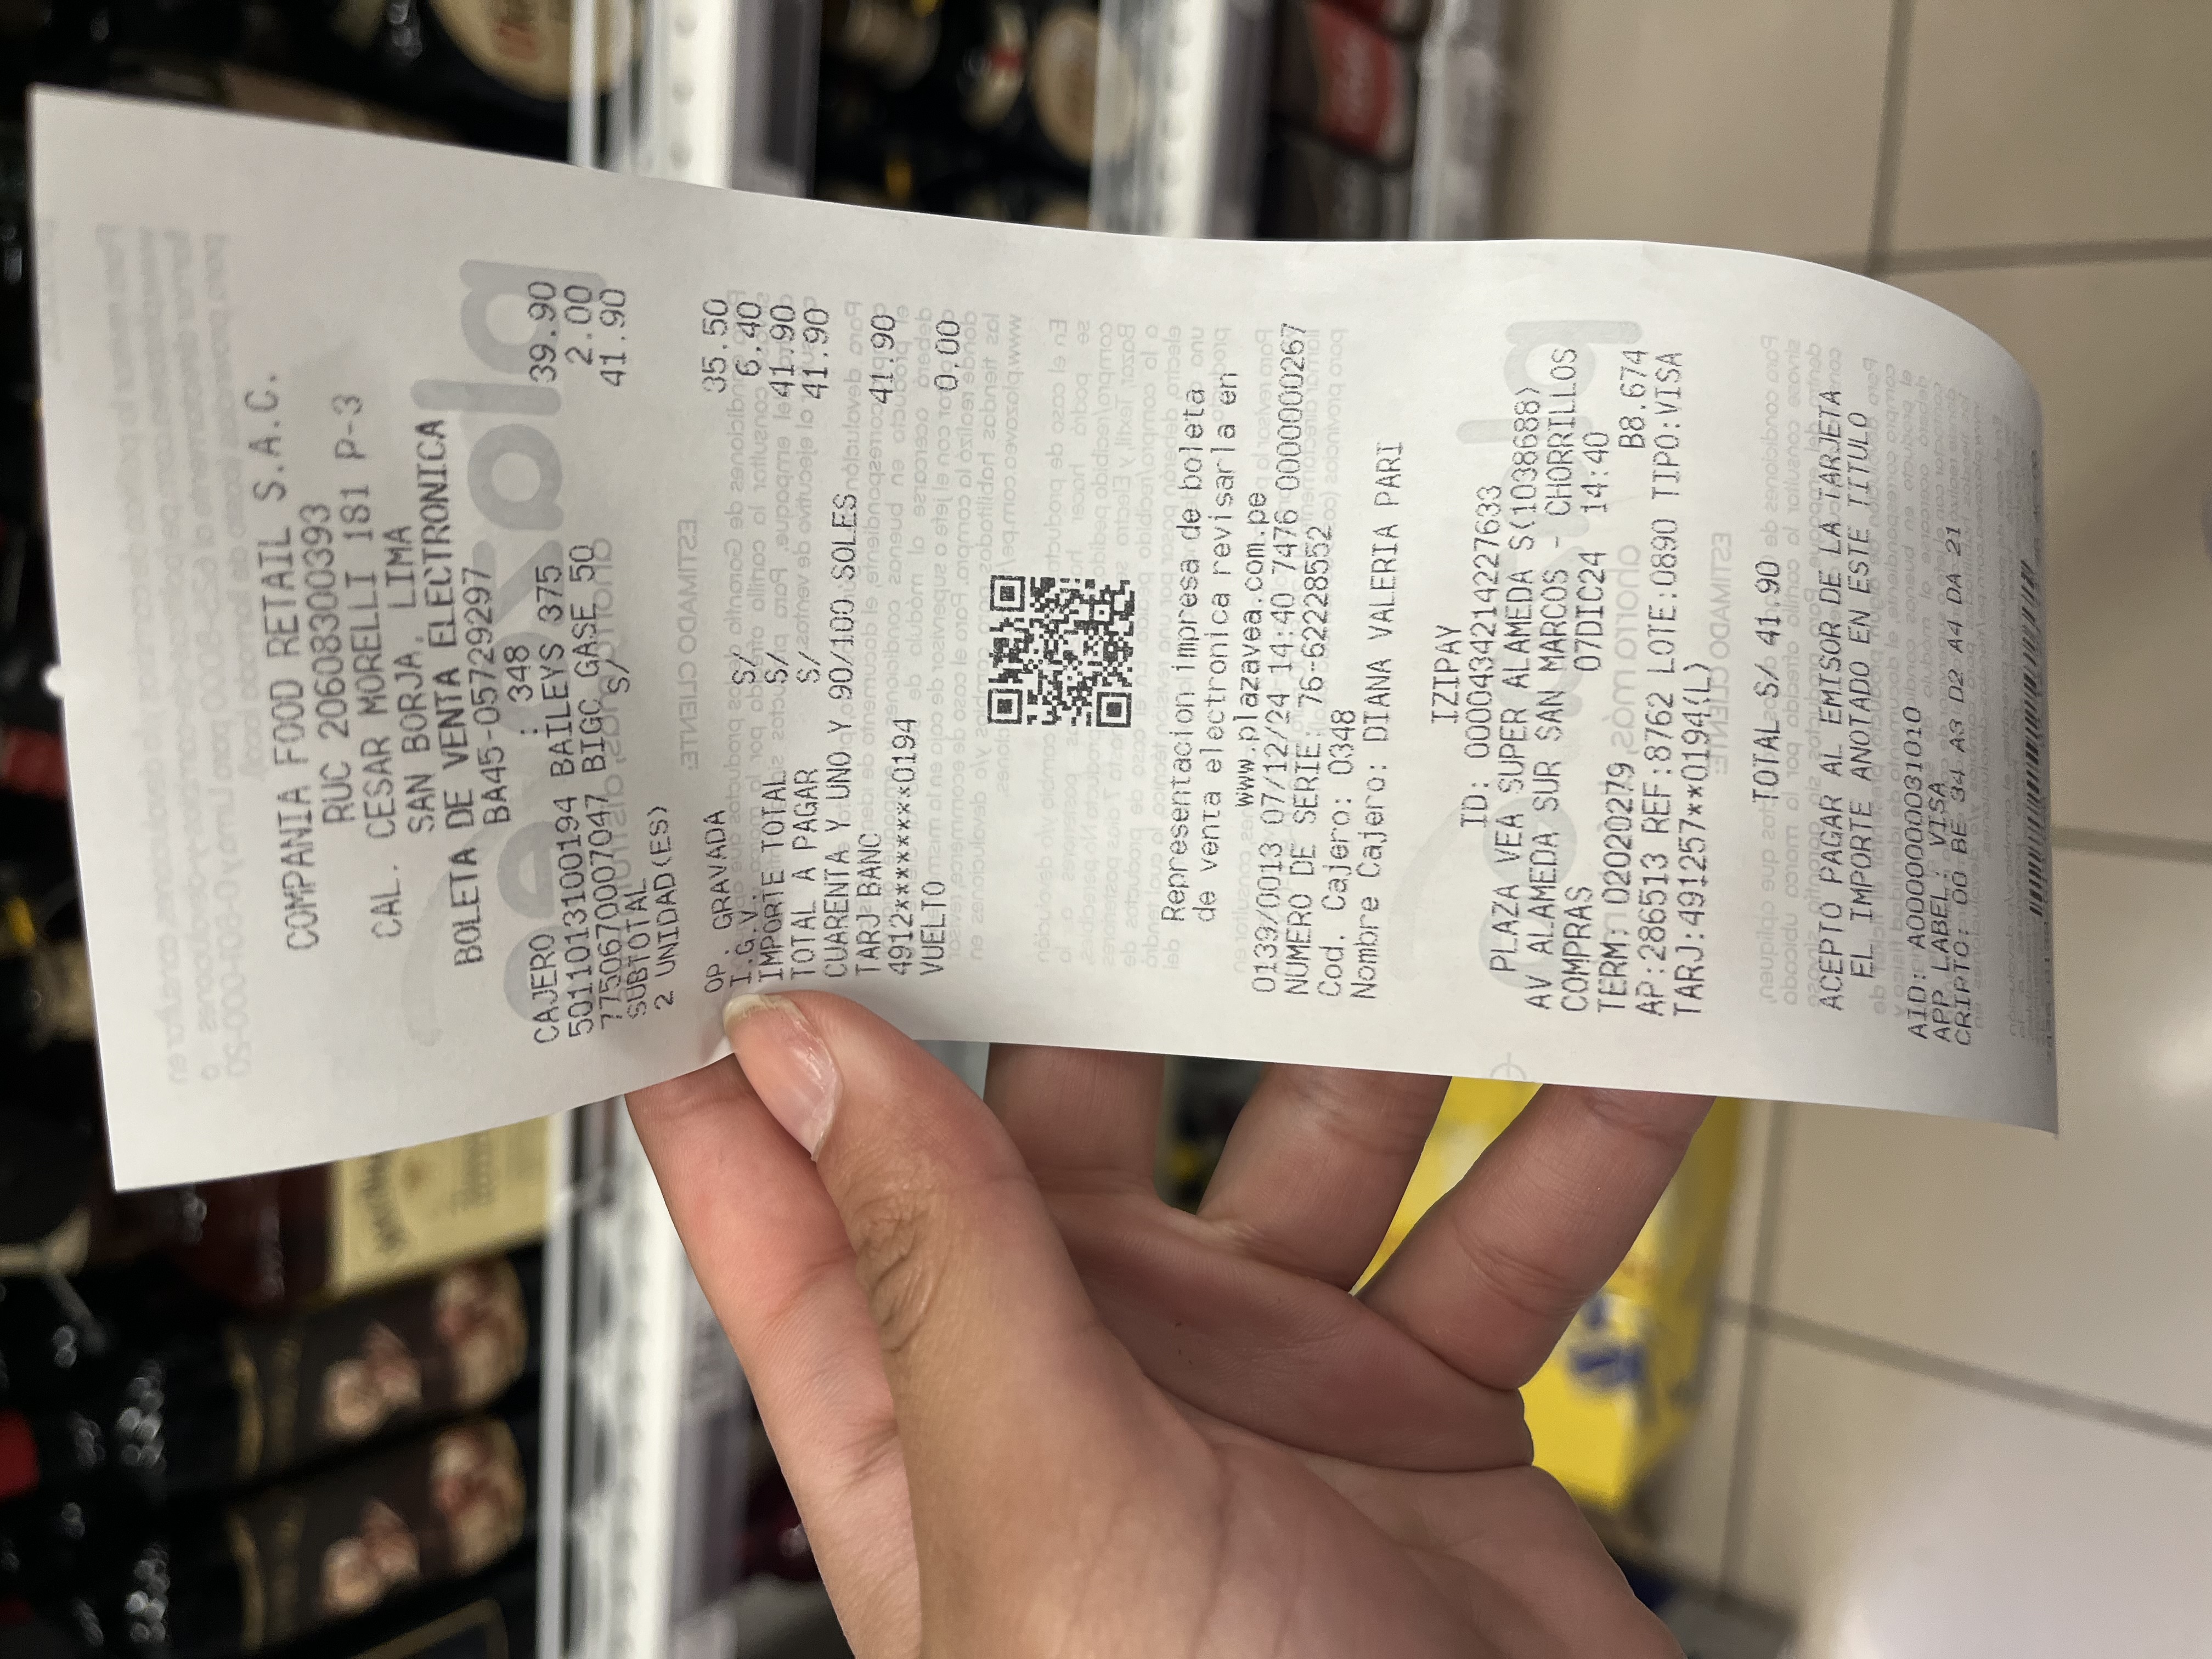 COMPANIA FOOD RETAIL S.A.C.
RUC 20608300393
CAL. CESAR MORELLI 181 P-3
SAN BORJA, LIMA
BOLETA DE VENTA ELECTRONICA
BA45-05729297
CAJERO : 348
5011013100194 BAILEYS 375 39.90
7750670007047 BIGC GASE 50 2.00
SUBTOTAL S/ 41.90
2 UNIDAD(ES)
OP. GRAVADA 35.50
I.G.V. S/ 6.40
IMPORTE TOTAL S/ 41.90
TOTAL A PAGAR S/ 41.90
CUARENTA Y UNO Y 90/100 SOLES
TARJ BANC 41.90
4912********0194
VUELTO 0.00
Representacion impresa de boleta
de venta electronica revisarla en
www.plazavea.com.pe
0139/0013 07/12/24 14:40 7476 0000000267
NUMERO DE SERIE: 76-62228552
Cod. Cajero: 0348
Nombre Cajero: DIANA VALERIA PARI
IZIPAY
ID: 0000434214227633
PLAZA VEA SUPER ALAMEDA S(1038688)
AV ALAMEDA SUR SAN MARCOS - CHORRILLOS
COMPRAS 07DIC24 14:40
TERM: 02020279 B8.674
AP:286513 REF:8762 LOTE:0890 TIPO:VISA
TARJ:491257**0194(L)
TOTAL S/ 41.90
ACEPTO PAGAR AL EMISOR DE LA TARJETA
EL IMPORTE ANOTADO EN ESTE TITULO
AID: A0000000031010
APP LABEL: VISA
CRIPTO: 00 BE 34 A3 D2 A4 DA 21